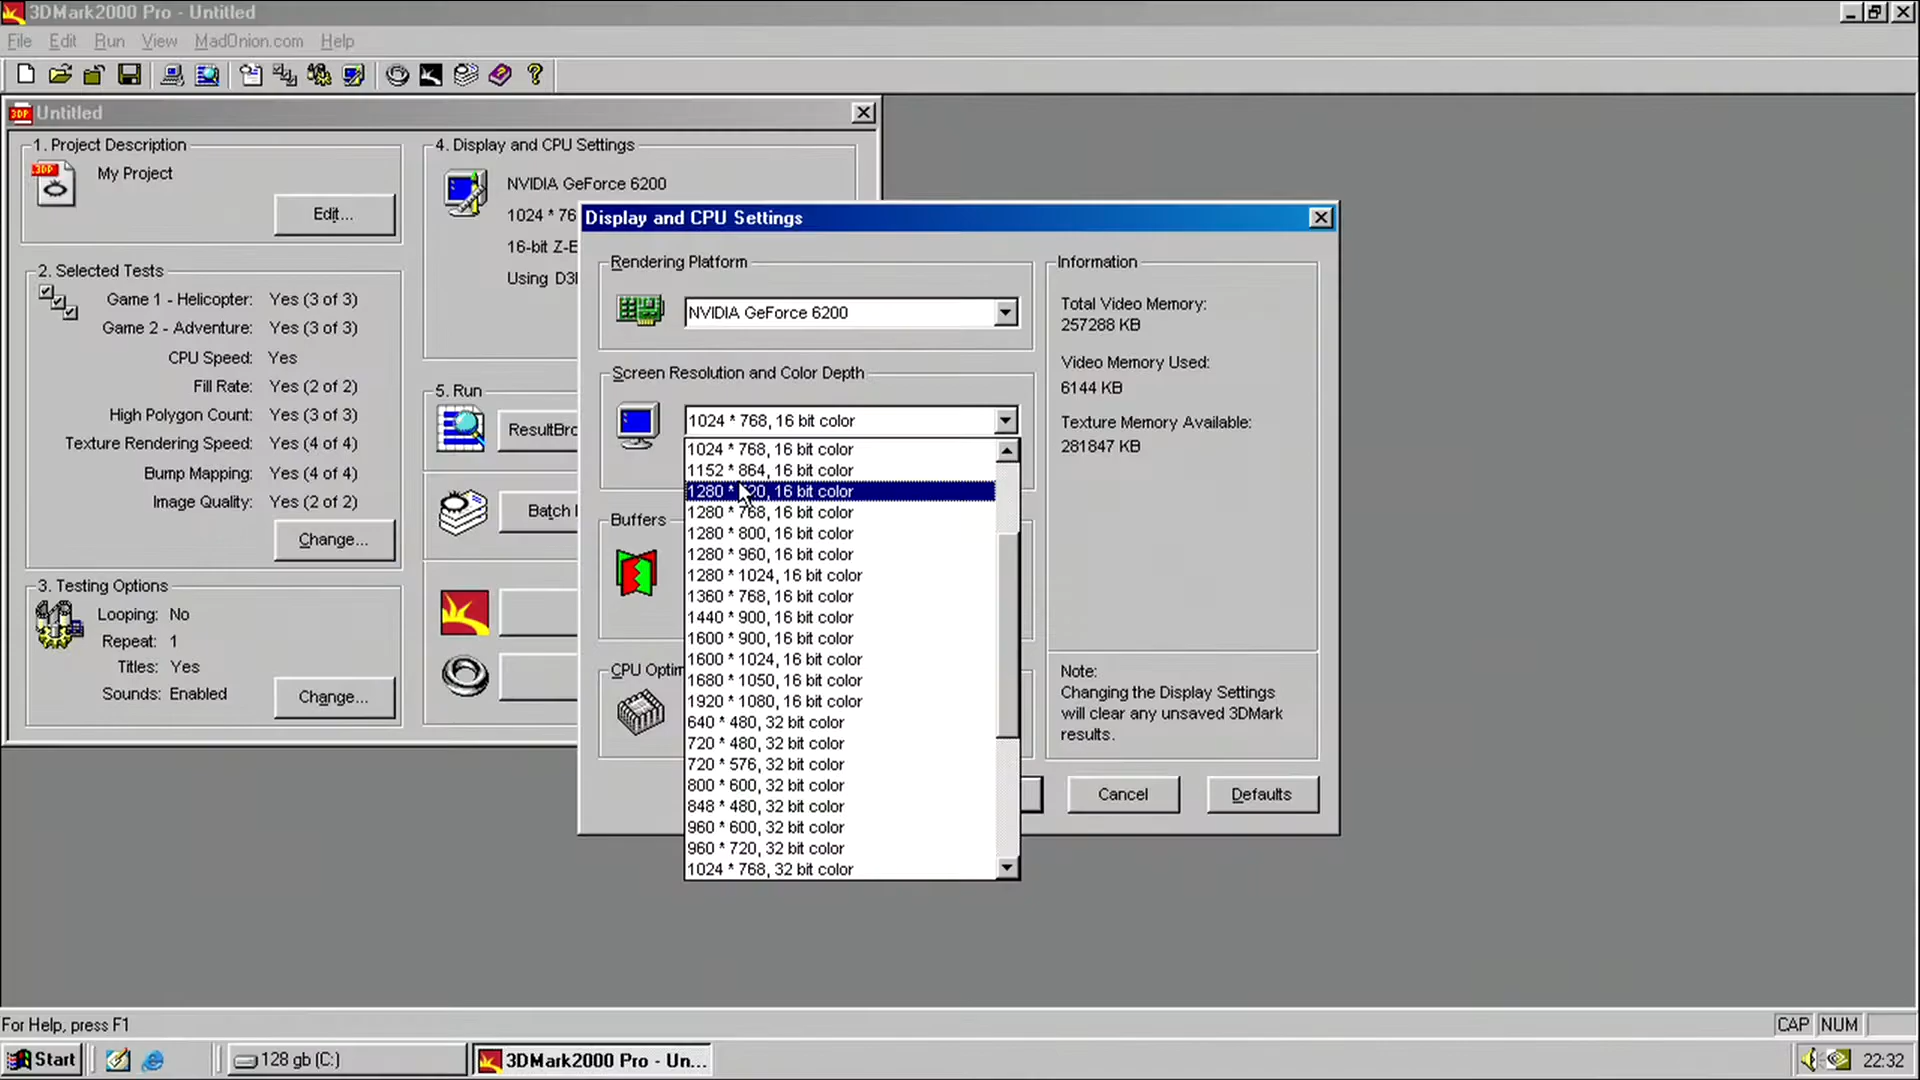 3DMark2000 Pro - Untitled
File Edit Run View MadOnion.com Help
Untitled
1. Project Description
My Project
Edit...
2. Selected Tests
Game 1 - Helicopter: Yes (3 of 3)
Game 2 - Adventure: Yes (3 of 3)
CPU Speed: Yes
Fill Rate: Yes (2 of 2)
High Polygon Count: Yes (3 of 3)
Texture Rendering Speed: Yes (4 of 4)
Bump Mapping: Yes (4 of 4)
Image Quality: Yes (2 of 2)
Change...
3. Testing Options
Looping: No
Repeat: 1
Titles: Yes
Sounds: Enabled
Change...
4. Display and CPU Settings
NVIDIA GeForce 6200
1024 * 76
16-bit Z-
Using D3
5. Run
ResultBro
Batch
Display and CPU Settings
Rendering Platform
NVIDIA GeForce 6200
Screen Resolution and Color Depth
1024 * 768, 16 bit color
1024 * 768, 16 bit color
1152 * 864, 16 bit color
1280 * 720, 16 bit color
1280 * 768, 16 bit color
1280 * 800, 16 bit color
1280 * 960, 16 bit color
1280 * 1024, 16 bit color
1360 * 768, 16 bit color
1440 * 900, 16 bit color
1600 * 900, 16 bit color
1600 * 1024, 16 bit color
1680 * 1050, 16 bit color
1920 * 1080, 16 bit color
640 * 480, 32 bit color
720 * 480, 32 bit color
720 * 576, 32 bit color
800 * 600, 32 bit color
848 * 480, 32 bit color
960 * 600, 32 bit color
960 * 720, 32 bit color
1024 * 768, 32 bit color
Buffers
CPU Optim
Information
Total Video Memory:
257288 KB
Video Memory Used:
6144 KB
Texture Memory Available:
281847 KB
Note:
Changing the Display Settings
will clear any unsaved 3DMark
results.
Cancel
Defaults
For Help, press F1
CAP NUM
Start
128 gb (C:)
3DMark2000 Pro - Un...
22:32